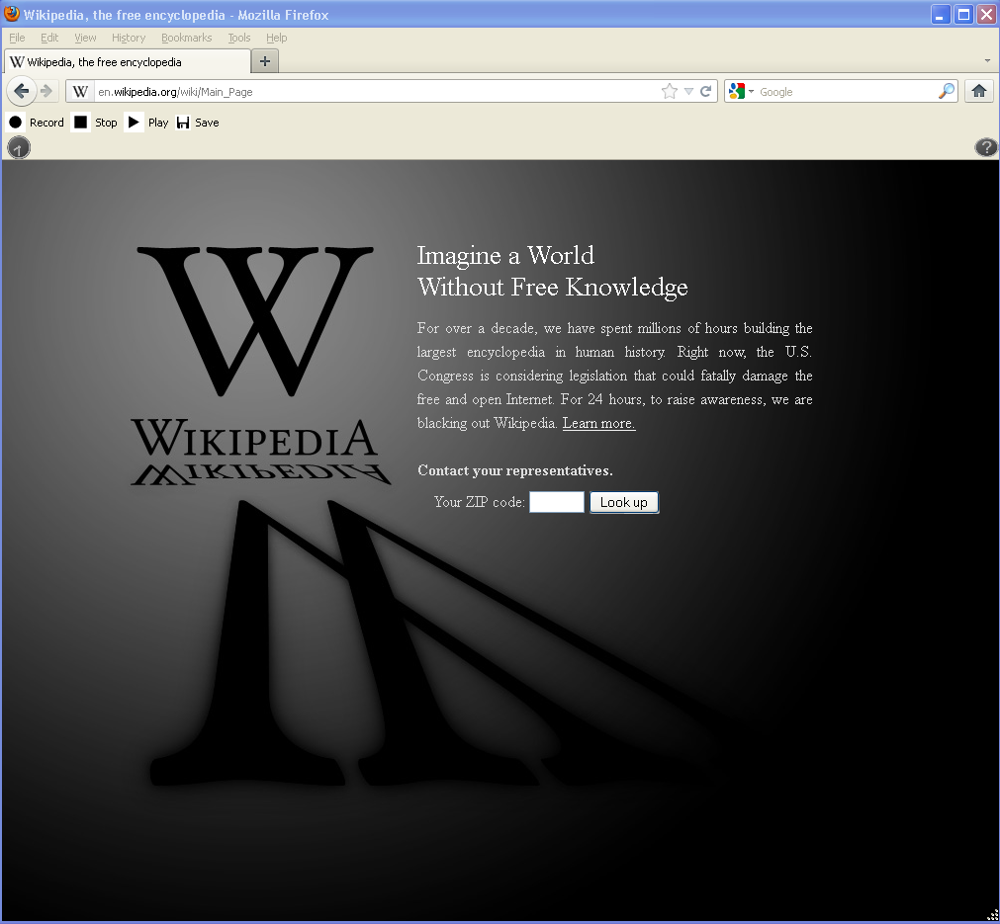 Wikipedia, the free encyclopedia - Mozilla Firefox
File Edit View History Bookmarks Tools Help
W Wikipedia, the free encyclopedia +
W en.wikipedia.org/wiki/Main_Page Google
Record Stop Play Save
?
W
Imagine a World
Without Free Knowledge
For over a decade, we have spent millions of hours building the
largest encyclopedia in human history. Right now, the U.S.
Congress is considering legislation that could fatally damage the
free and open Internet. For 24 hours, to raise awareness, we are
blacking out Wikipedia. Learn more.
WIKIPEDIA
Contact your representatives.
Your ZIP code: Look up